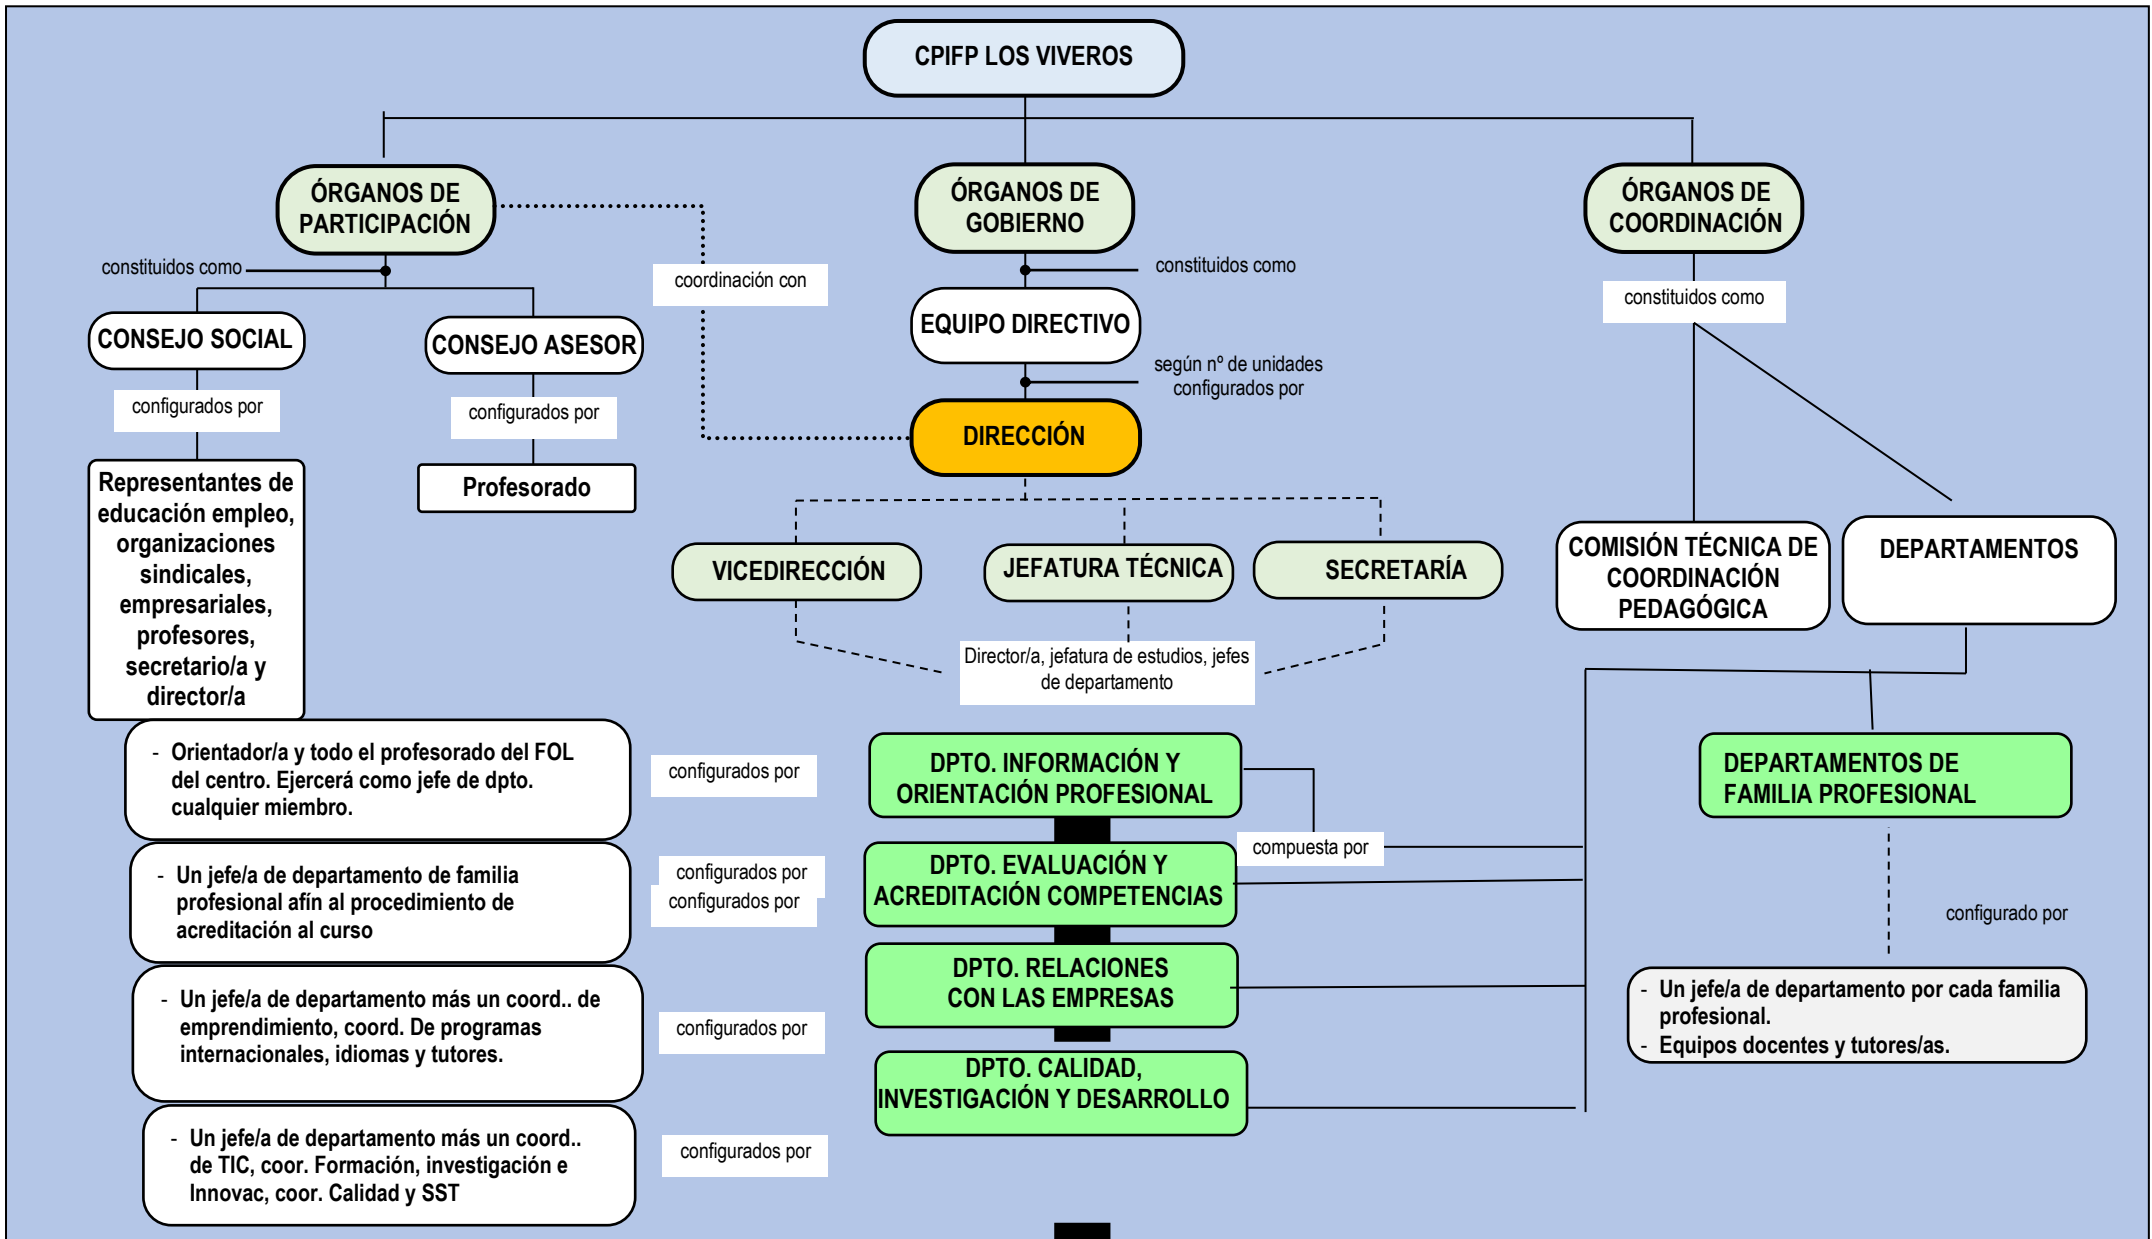 CPIFP LOS VIVEROS
ÓRGANOS DE
PARTICIPACIÓN
ÓRGANOS DE
GOBIERNO
ÓRGANOS DE
COORDINACIÓN
constituidos como
coordinación con
constituidos como
constituidos como
CONSEJO SOCIAL
CONSEJO ASESOR
EQUIPO DIRECTIVO
según nº de unidades
configurados por
configurados por
configurados por
DIRECCIÓN
Representantes de
educación empleo,
organizaciones
sindicales,
empresariales,
profesores,
secretario/a y
director/a
Profesorado
VICEDIRECCIÓN
JEFATURA TÉCNICA
SECRETARÍA
COMISIÓN TÉCNICA DE
COORDINACIÓN
PEDAGÓGICA
DEPARTAMENTOS
Director/a, jefatura de estudios, jefes
de departamento
- Orientador/a y todo el profesorado del FOL
del centro. Ejercerá como jefe de dpto.
cualquier miembro.
configurados por
DPTO. INFORMACIÓN Y
ORIENTACIÓN PROFESIONAL
DEPARTAMENTOS DE
FAMILIA PROFESIONAL
compuesta por
- Un jefe/a de departamento de familia
profesional afín al procedimiento de
acreditación al curso
configurados por
configurados por
DPTO. EVALUACIÓN Y
ACREDITACIÓN COMPETENCIAS
configurado por
- Un jefe/a de departamento más un coord.. de
emprendimiento, coord. De programas
internacionales, idiomas y tutores.
configurados por
DPTO. RELACIONES
CON LAS EMPRESAS
- Un jefe/a de departamento por cada familia
profesional.
- Equipos docentes y tutores/as.
DPTO. CALIDAD,
INVESTIGACIÓN Y DESARROLLO
- Un jefe/a de departamento más un coord..
de TIC, coor. Formación, investigación e
Innovac, coor. Calidad y SST
configurados por